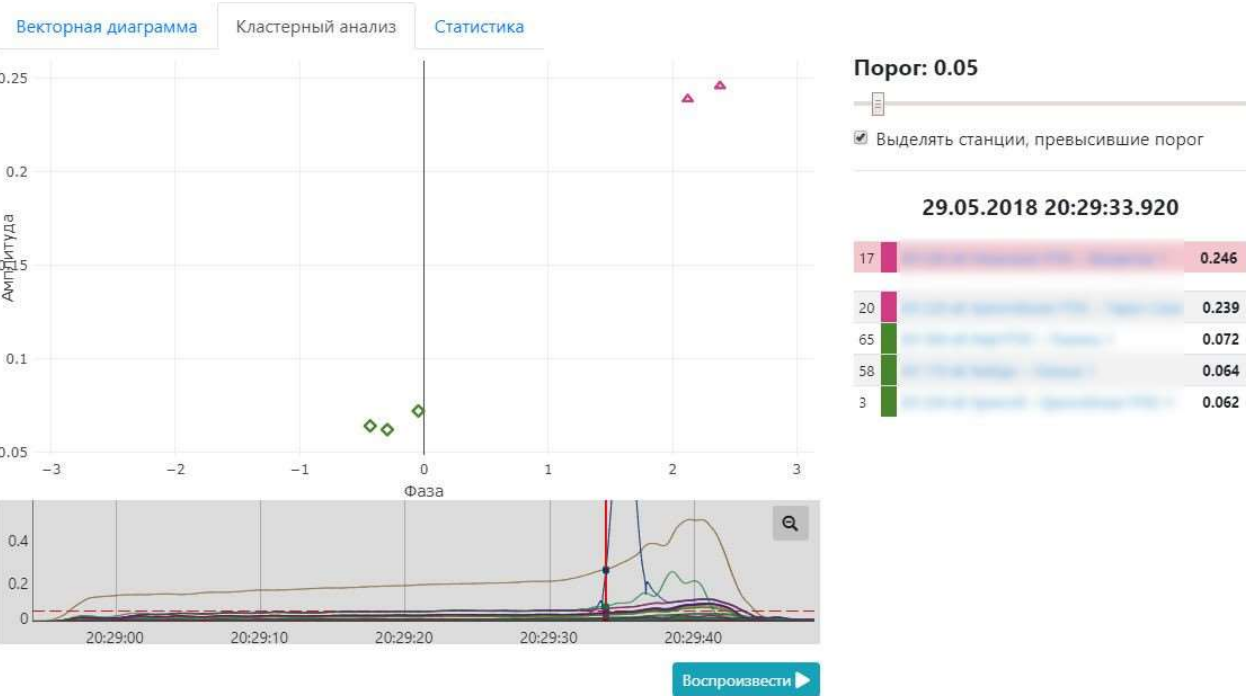 Векторная диаграмма Кластерный анализ Статистика
0.25
0.2
0.15
0.1
0.05
Амплитуда
−3 −2 −1 0 1 2 3
Фаза
0.4
0.2
0
20:29:00 20:29:10 20:29:20 20:29:30 20:29:40
Воспроизвести
Порог: 0.05
Выделять станции, превысившие порог
29.05.2018 20:29:33.920
17 0.246
20 0.239
65 0.072
58 0.064
3 0.062